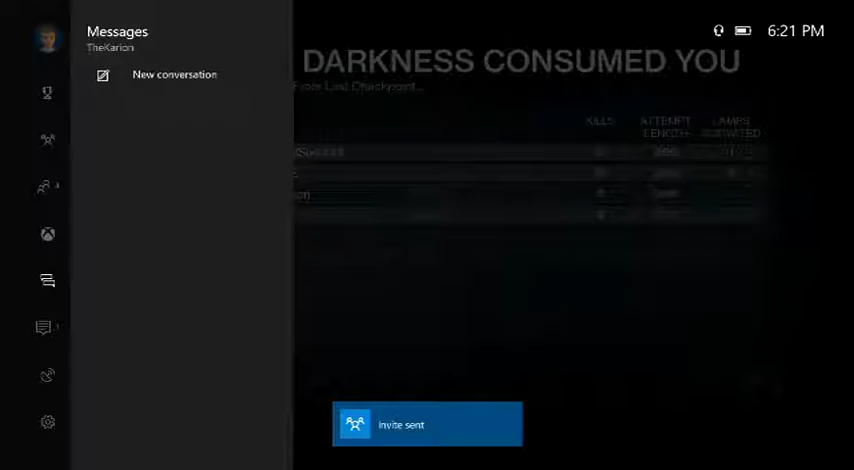 Messages
TheKarion
New conversation
6:21 PM
DARKNESS CONSUMED YOU
From Last Checkpoint...
KILLS
ATTEMPT
LENGTH
LAMPS
ACTIVATED
Invite sent